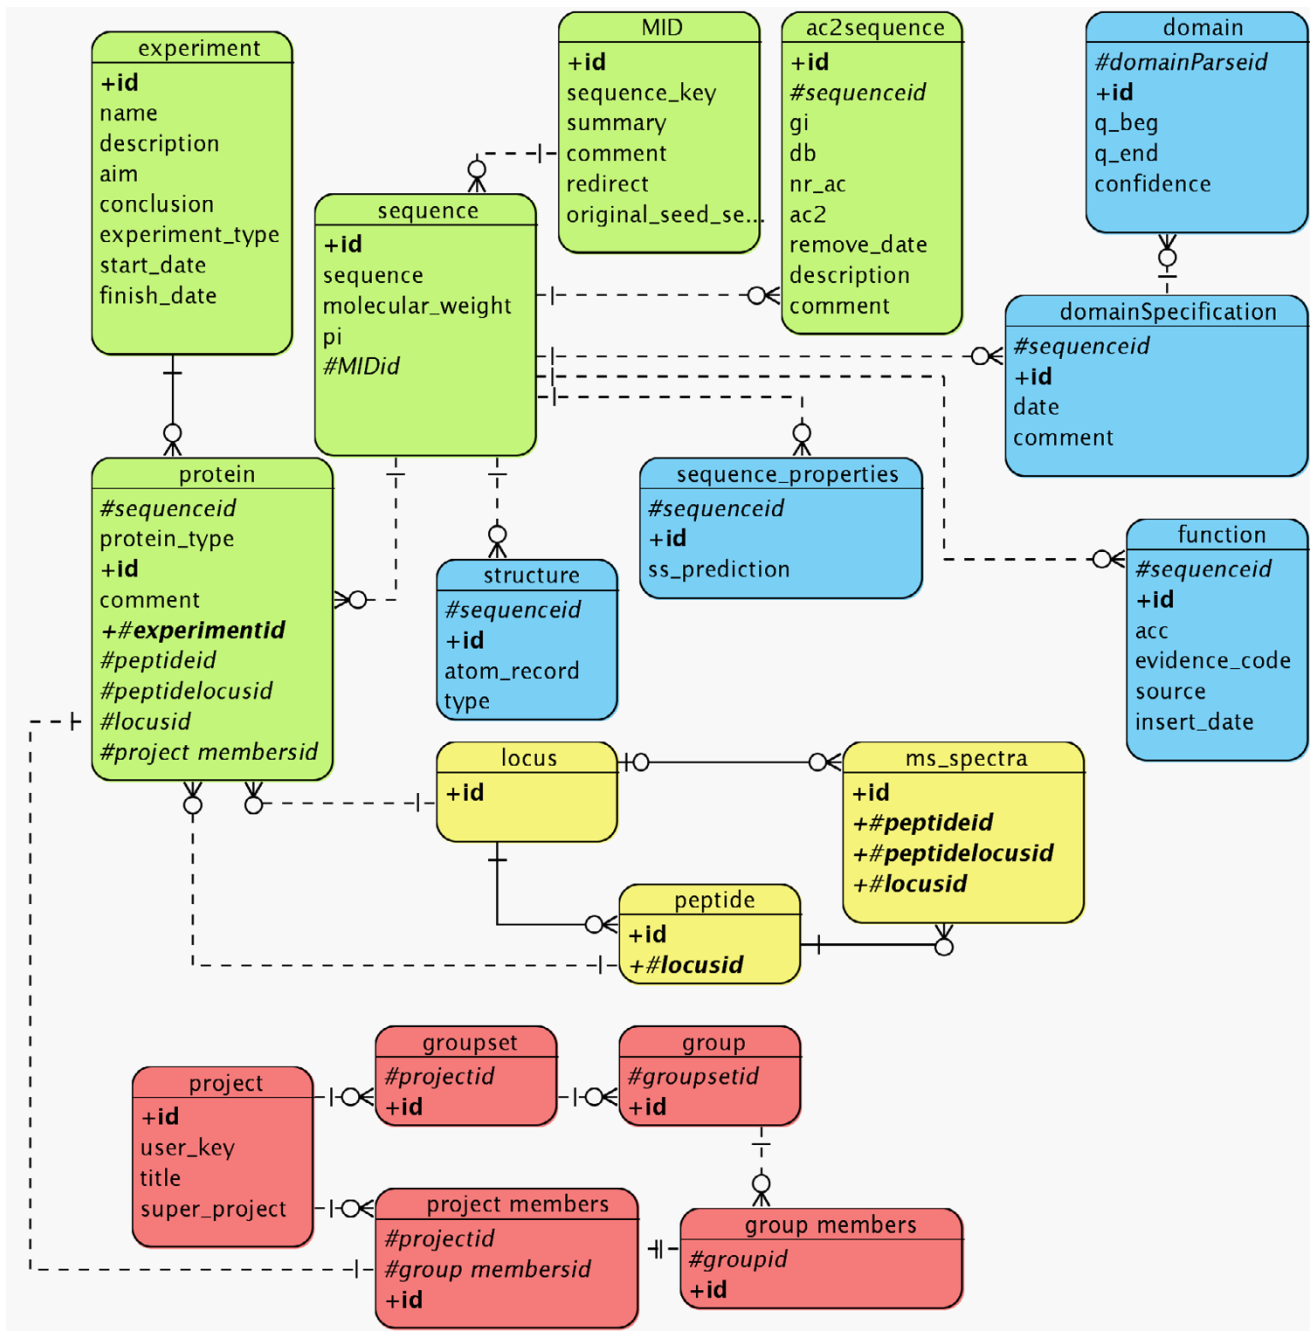 experiment
+id
name
description
aim
conclusion
experiment_type
start_date
finish_date
MID
+id
sequence_key
summary
comment
redirect
original_seed_se...
ac2sequence
+id
#sequenceid
gi
db
nr_ac
ac2
remove_date
description
comment
domain
#domainParseid
+id
q_beg
q_end
confidence
sequence
+id
sequence
molecular_weight
pi
#MIDid
domainSpecification
#sequenceid
+id
date
comment
protein
#sequenceid
protein_type
+id
comment
+#experimentid
#peptideid
#peptidelocusid
#locusid
#project membersid
structure
#sequenceid
+id
atom_record
type
sequence_properties
#sequenceid
+id
ss_prediction
function
#sequenceid
+id
acc
evidence_code
source
insert_date
locus
+id
ms_spectra
+id
+#peptideid
+#peptidelocusid
+#locusid
peptide
+id
+#locusid
project
+id
user_key
title
super_project
groupset
#projectid
+id
group
#groupsetid
+id
project members
#projectid
#group membersid
+id
group members
#groupid
+id